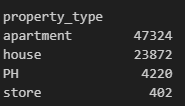 property_type
apartment 47324
house 23872
PH 4220
store 402